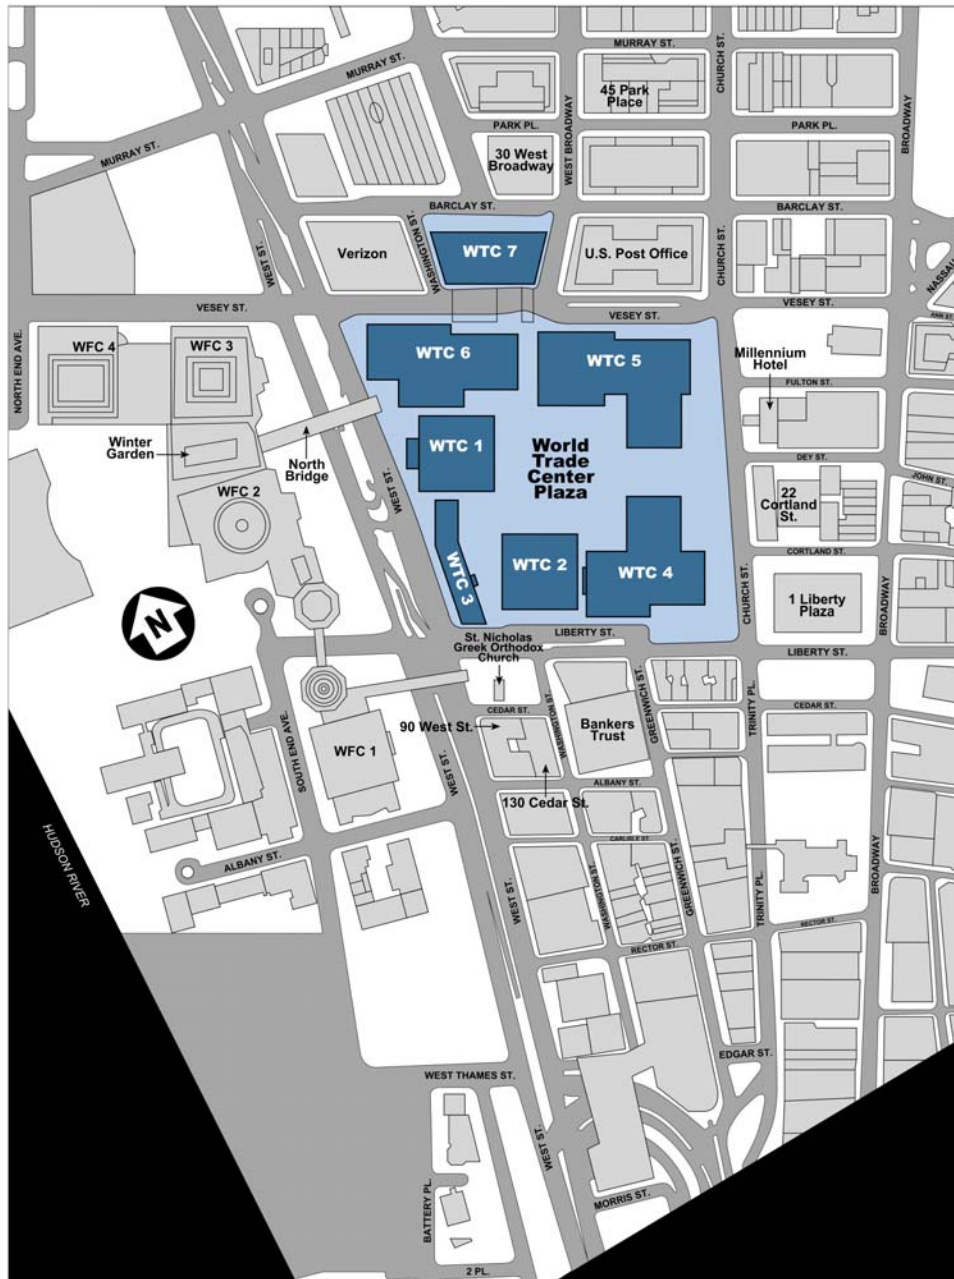 MURRAY ST.
CHURCH ST.
MURRAY ST.
45 Park
Place
BROADWAY
PARK PL.
PARK PL.
WEST BROADWAY
MURRAY ST.
30 West
Broadway
BARCLAY ST.
BARCLAY ST.
WASHINGTON ST.
WEST ST.
Verizon
WTC 7
U.S. Post Office
CHURCH ST.
NASSAU
VESEY ST.
VESEY ST.
VESEY ST.
ANN ST.
NORTH END AVE.
WFC 4
WFC 3
WTC 6
WTC 5
Millennium
Hotel
FULTON ST.
Winter
Garden
North
Bridge
WTC 1
World
Trade
Center
Plaza
DEY ST.
JOHN ST.
WFC 2
WEST ST.
22
Cortland
St.
CORTLAND ST.
WTC 3
WTC 2
WTC 4
CHURCH ST.
1 Liberty
Plaza
BROADWAY
N
LIBERTY ST.
LIBERTY ST.
St. Nicholas
Greek Orthodox
Church
CEDAR ST.
CEDAR ST.
WASHINGTON ST.
GREENWICH ST.
TRINITY PL.
90 West St.
Bankers
Trust
SOUTH END AVE.
WFC 1
WEST ST.
ALBANY ST.
130 Cedar St.
CARLISLE ST.
HUDSON RIVER
ALBANY ST.
WEST ST.
WASHINGTON ST.
GREENWICH ST.
TRINITY PL.
BROADWAY
RECTOR ST.
RECTOR ST.
EDGAR ST.
WEST THAMES ST.
WEST ST.
BATTERY PL.
MORRIS ST.
2 PL.